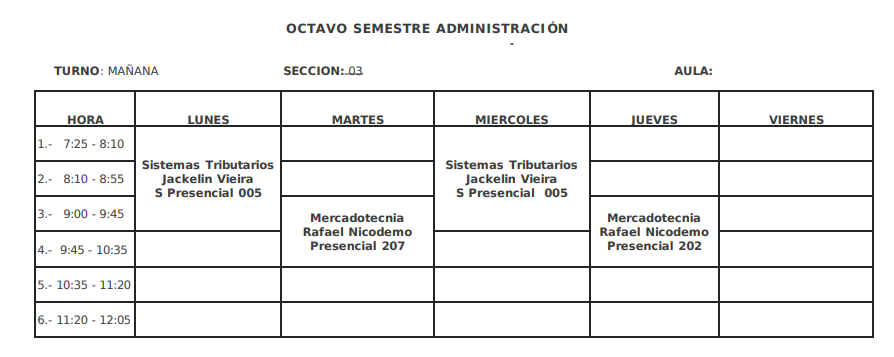 OCTAVO SEMESTRE ADMINISTRACIÓN
-
TURNO: MAÑANA SECCION: 03 AULA:
HORA LUNES MARTES MIERCOLES JUEVES VIERNES
1.- 7:25 - 8:10
2.- 8:10 - 8:55
3.- 9:00 - 9:45
4.- 9:45 - 10:35
5.- 10:35 - 11:20
6.- 11:20 - 12:05
Sistemas Tributarios
Jackelin Vieira
S Presencial 005
Mercadotecnia
Rafael Nicodemo
Presencial 207
Sistemas Tributarios
Jackelin Vieira
S Presencial 005
Mercadotecnia
Rafael Nicodemo
Presencial 202